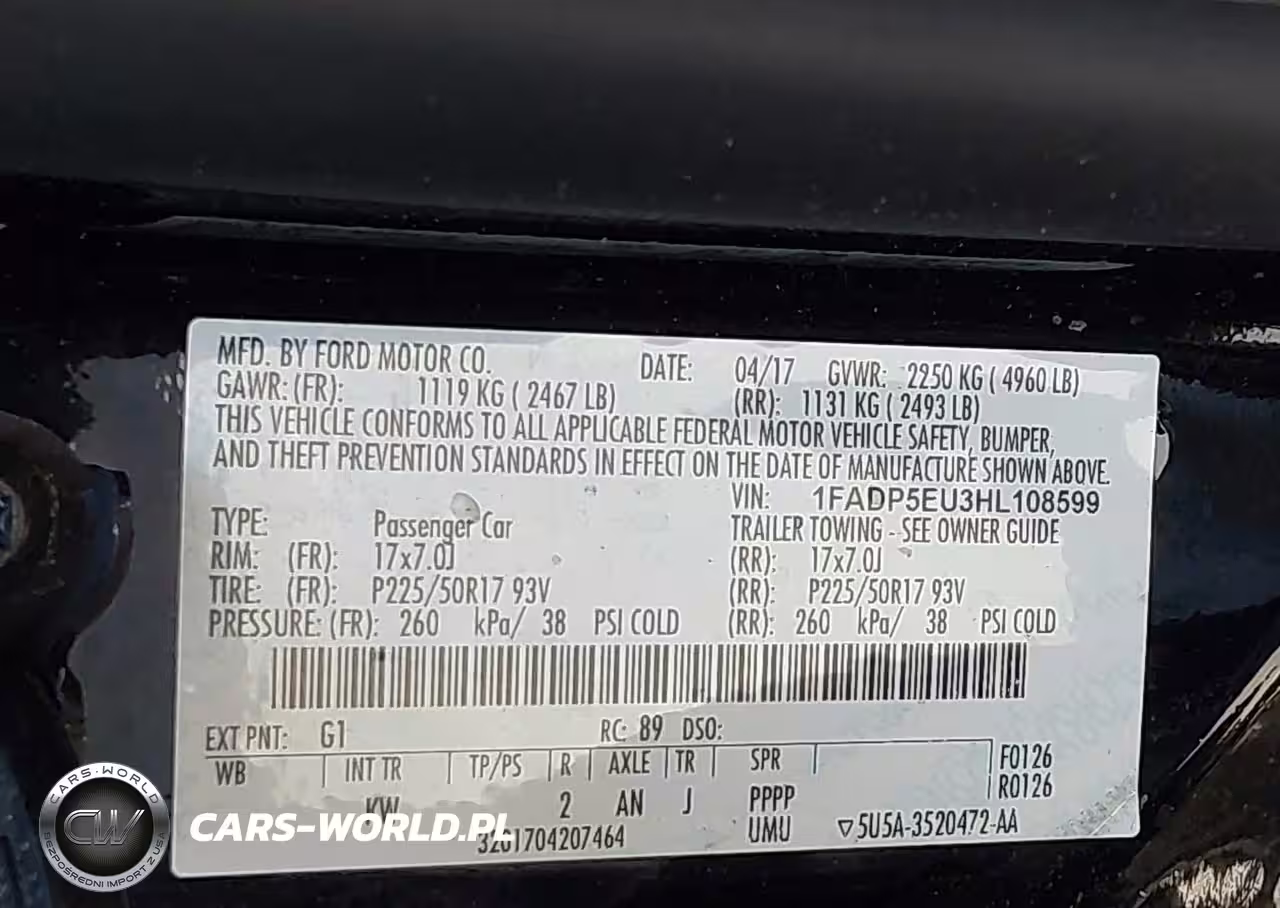 MFD. BY FORD MOTOR CO. DATE: 04/17 GVWR: 2250 KG ( 4960 LB)
GAWR: (FR): 1119 KG ( 2467 LB) (RR): 1131 KG ( 2493 LB)
THIS VEHICLE CONFORMS TO ALL APPLICABLE FEDERAL MOTOR VEHICLE SAFETY, BUMPER,
AND THEFT PREVENTION STANDARDS IN EFFECT ON THE DATE OF MANUFACTURE SHOWN ABOVE.
VIN: 1FADP5EU3HL108599
TYPE: Passenger Car TRAILER TOWING - SEE OWNER GUIDE
RIM: (FR): 17x7.0J (RR): 17x7.0J
TIRE: (FR): P225/50R17 93V (RR): P225/50R17 93V
PRESSURE: (FR): 260 kPa/ 38 PSI COLD (RR): 260 kPa/ 38 PSI COLD
EXT PNT: G1 RC: 89 DSO:
WB INT TR TP/PS R AXLE TR SPR F0126
R0126
KW 2 AN J PPPP
UMU ▽5U5A-3520472-AA
3201704207464
CARS-WORLD.PL
CARS-WORLD
CW
BEZPOŚREDNI IMPORT Z USA